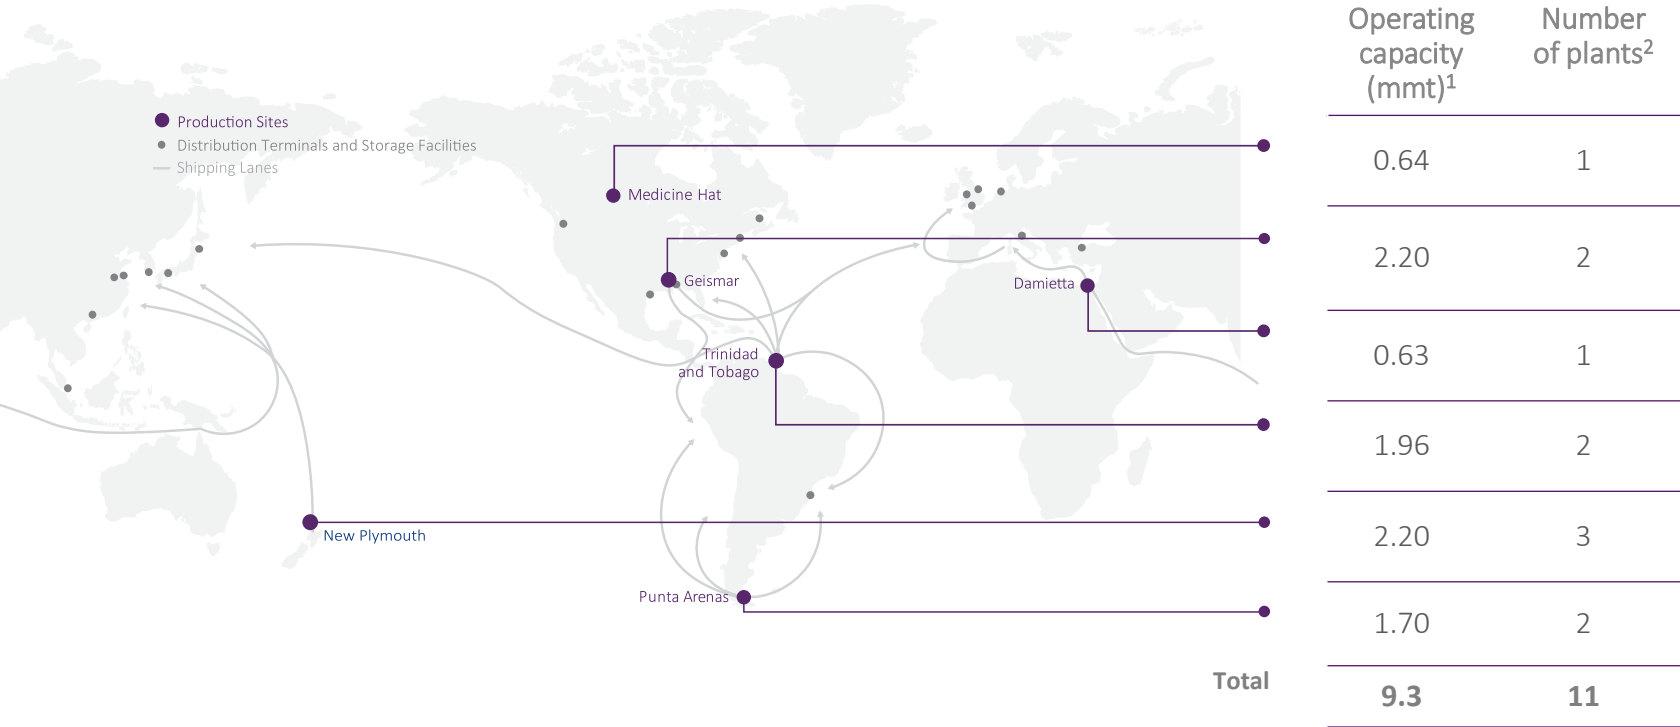 Operating
capacity
(mmt)1
Number
of plants2
Production Sites
Distribution Terminals and Storage Facilities
Shipping Lanes
Medicine Hat
0.64 1
Geismar
2.20 2
Damietta
0.63 1
Trinidad
and Tobago
1.96 2
New Plymouth
2.20 3
Punta Arenas
1.70 2
Total 9.3 11